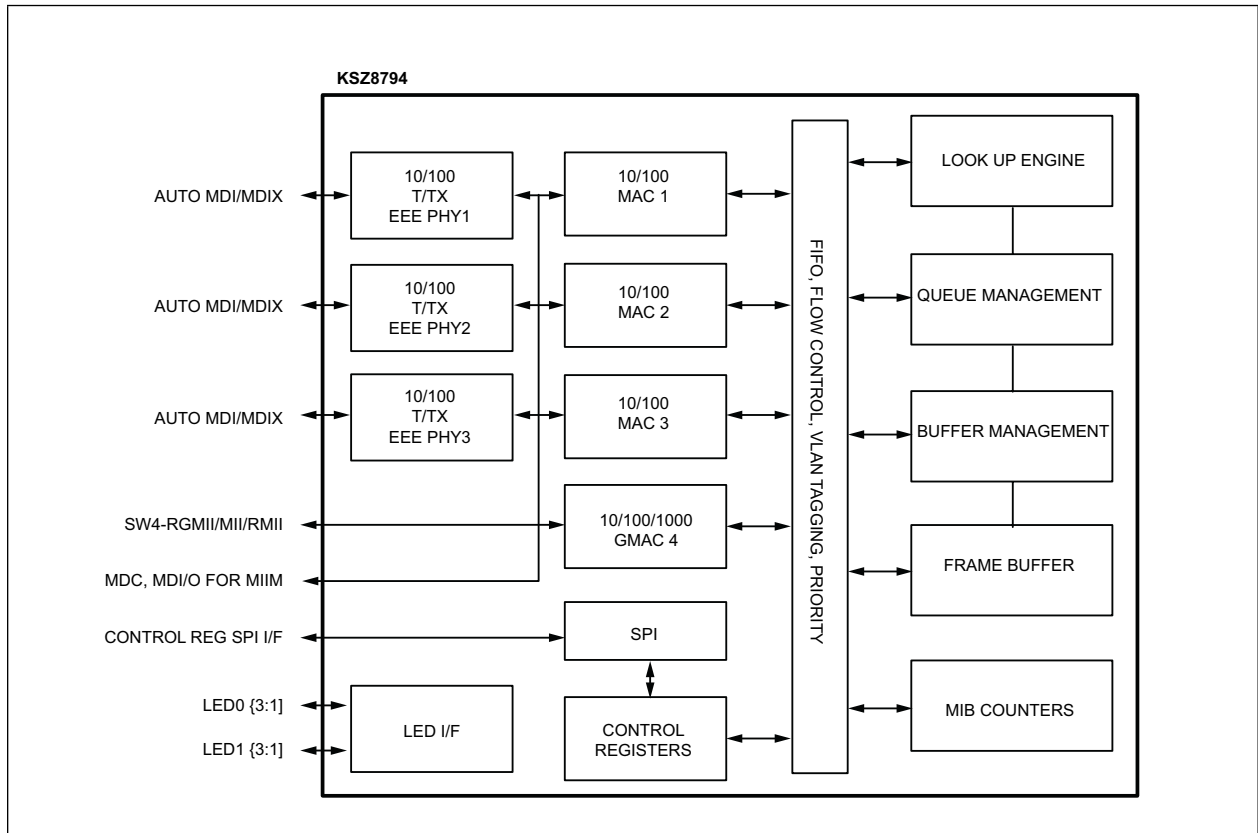 KSZ8794
AUTO MDI/MDIX
10/100
T/TX
EEE PHY1
10/100
MAC 1
LOOK UP ENGINE
AUTO MDI/MDIX
10/100
T/TX
EEE PHY2
10/100
MAC 2
QUEUE MANAGEMENT
AUTO MDI/MDIX
10/100
T/TX
EEE PHY3
10/100
MAC 3
BUFFER MANAGEMENT
FIFO, FLOW CONTROL, VLAN TAGGING, PRIORITY
SW4-RGMII/MII/RMII
10/100/1000
GMAC 4
FRAME BUFFER
MDC, MDI/O FOR MIIM
CONTROL REG SPI I/F
SPI
LED0 {3:1]
LED1 {3:1]
LED I/F
CONTROL
REGISTERS
MIB COUNTERS